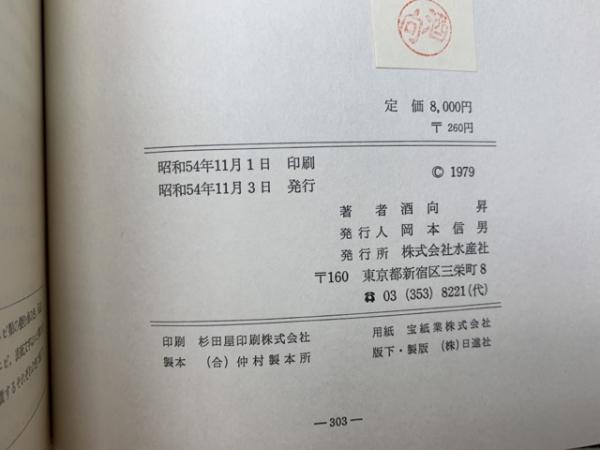 酒向
定 価 8,000円
〒 260円
昭和54年11月1日 印刷
昭和54年11月3日 発行
© 1979
著 者 酒 向 昇
発行人 岡 本 信 男
発行所 株式会社水産社
〒160 東京都新宿区三栄町8
☎ 03 (353) 8221(代)
印刷 杉田屋印刷株式会社
製本 (合) 仲村製本所
用紙 宝紙業株式会社
版下・製版 (株)日進社
—303—